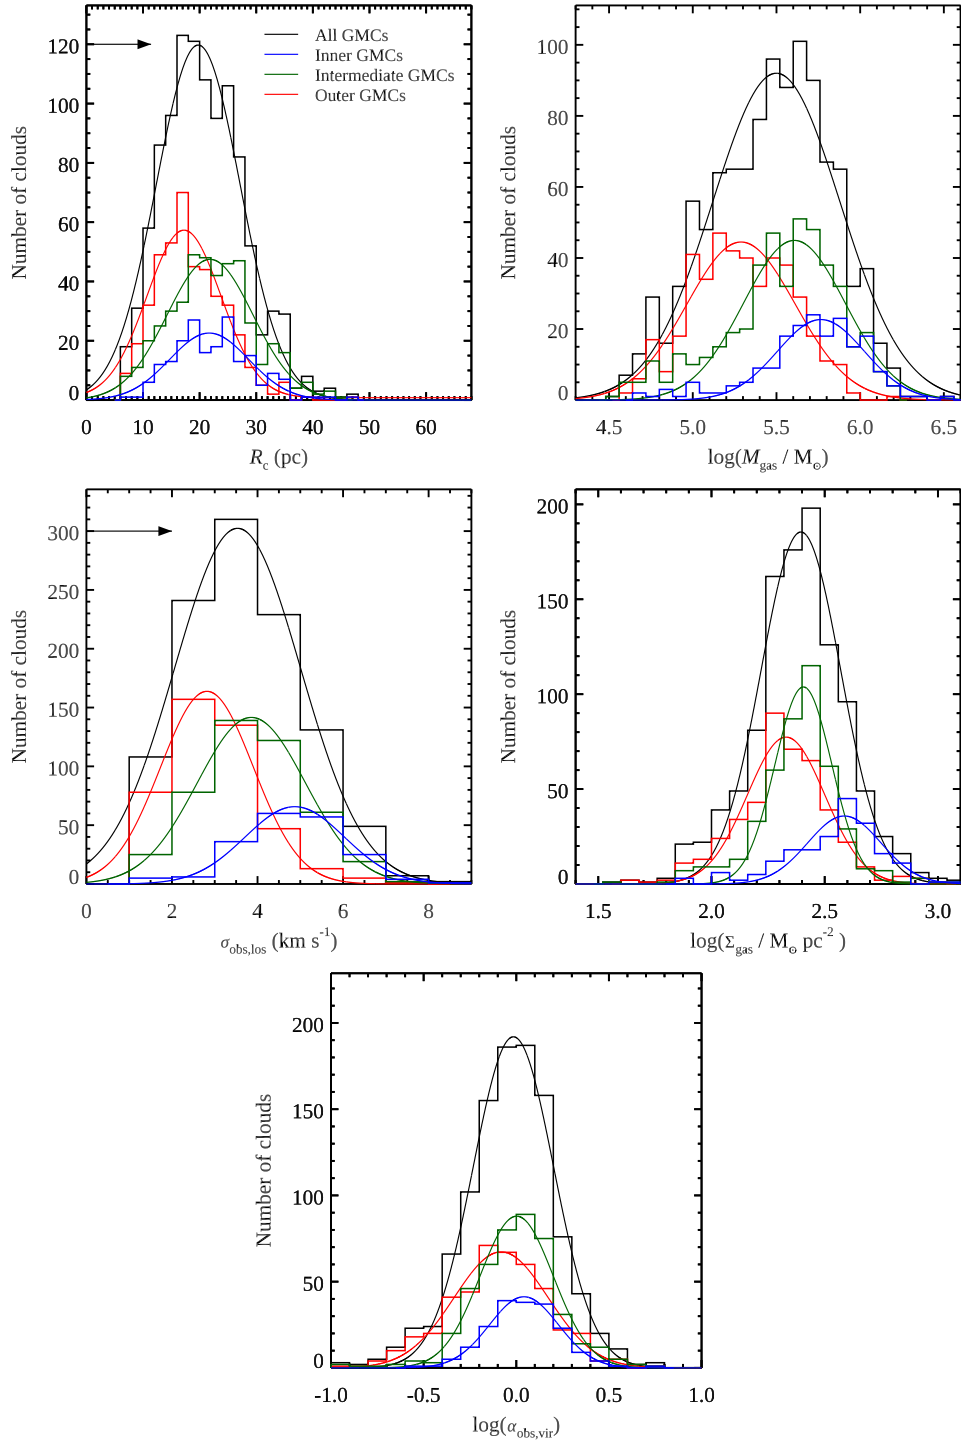 All GMCs
Inner GMCs
Intermediate GMCs
Outer GMCs
Number of clouds
120
100
80
60
40
20
0
0 10 20 30 40 50 60
R_c (pc)
Number of clouds
100
80
60
40
20
0
4.5 5.0 5.5 6.0 6.5
log(M_gas / M_⊙)
Number of clouds
300
250
200
150
100
50
0
0 2 4 6 8
σ_obs,los (km s^-1)
Number of clouds
200
150
100
50
0
1.5 2.0 2.5 3.0
log(Σ_gas / M_⊙ pc^-2 )
Number of clouds
200
150
100
50
0
-1.0 -0.5 0.0 0.5 1.0
log(α_obs,vir)